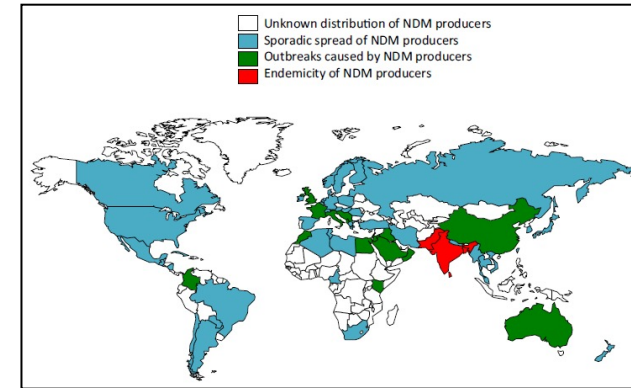 Unknown distribution of NDM producers
Sporadic spread of NDM producers
Outbreaks caused by NDM producers
Endemicity of NDM producers